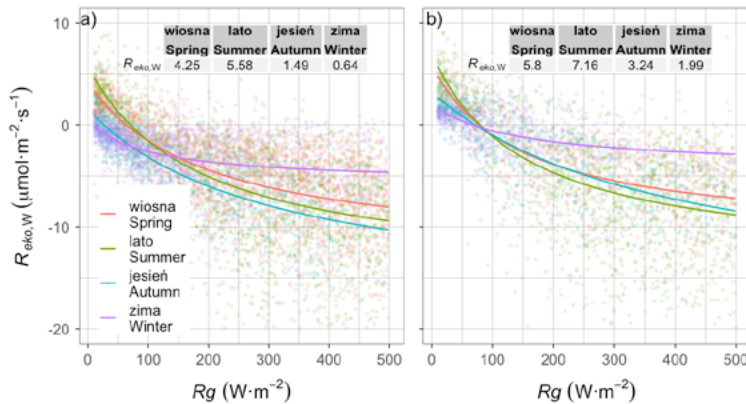 a)
wiosna lato jesień zima
Spring Summer Autumn Winter
Reko,W 4.25 5.58 1.49 0.64
b)
wiosna lato jesień zima
Spring Summer Autumn Winter
Reko,W 5.8 7.16 3.24 1.99
Reko,W (μmol·m⁻²·s⁻¹)
0
-10
-20
wiosna
Spring
lato
Summer
jesień
Autumn
zima
Winter
0 100 200 300 400 500
0 100 200 300 400 500
Rg (W·m⁻²)
Rg (W·m⁻²)